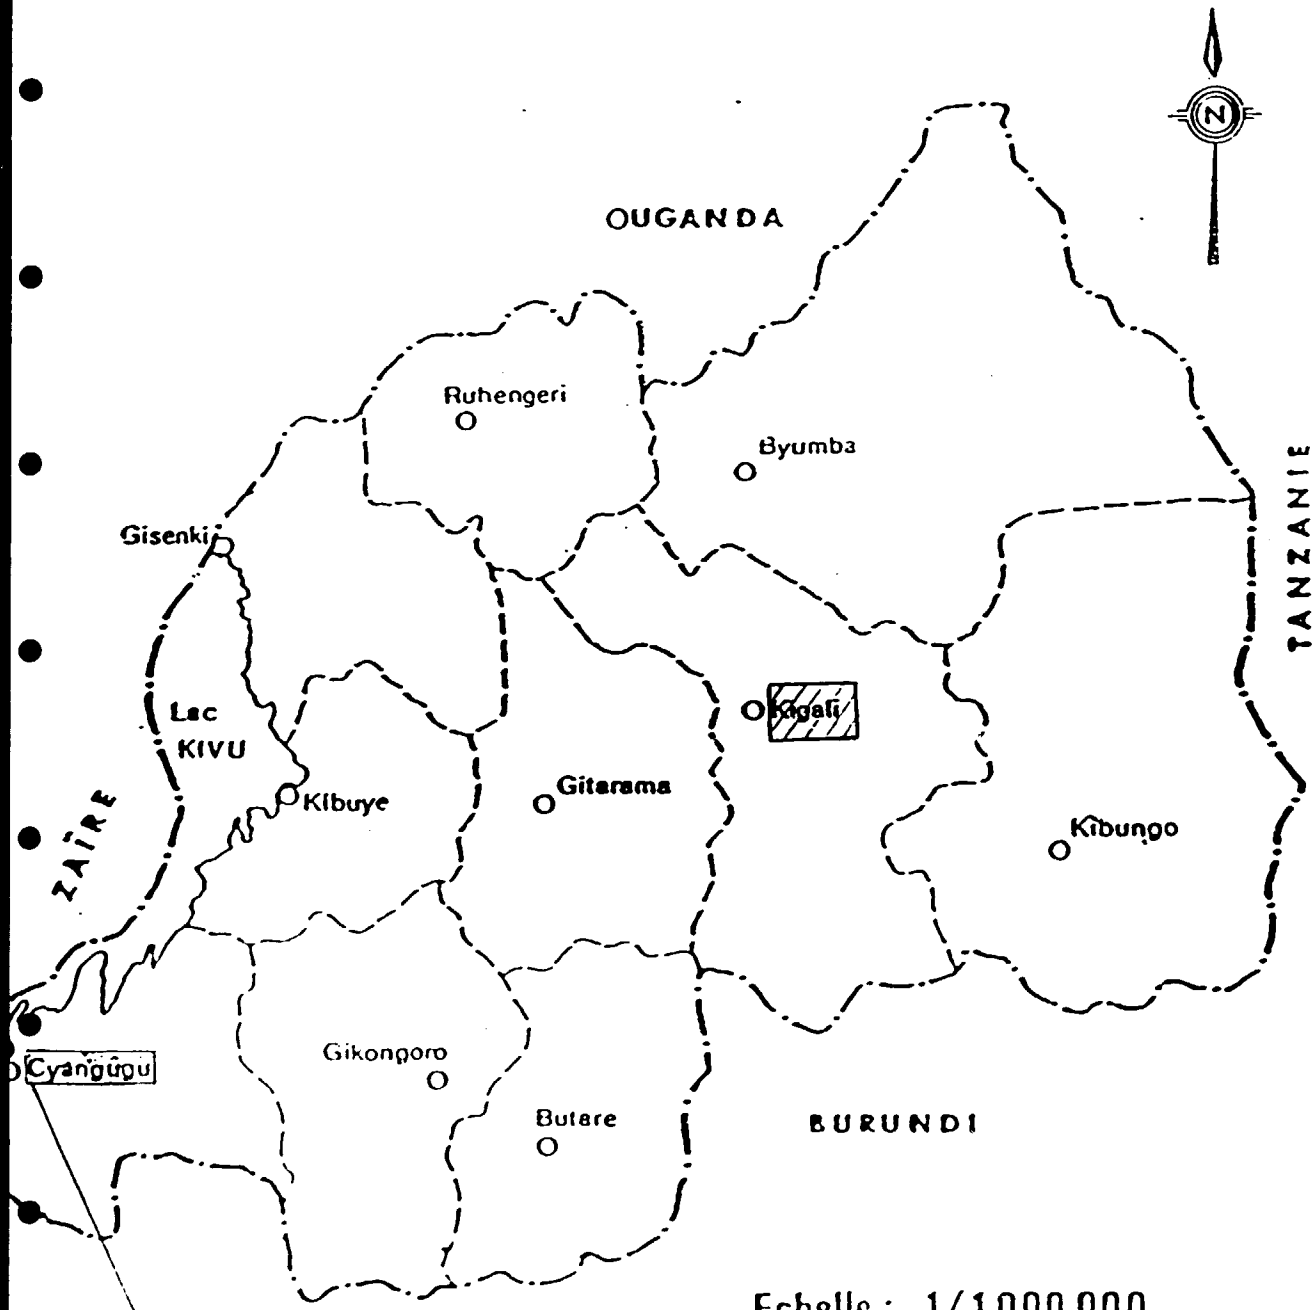 N
OUGANDA
Ruhengeri
Byumba
TANZANIE
Gisenki
Kigali
Lac
KIVU
Gitarama
Kibuye
ZAÏRE
Kibungo
Gikongoro
Cyangugu
Butare
BURUNDI
Echelle : 1/1 000 000